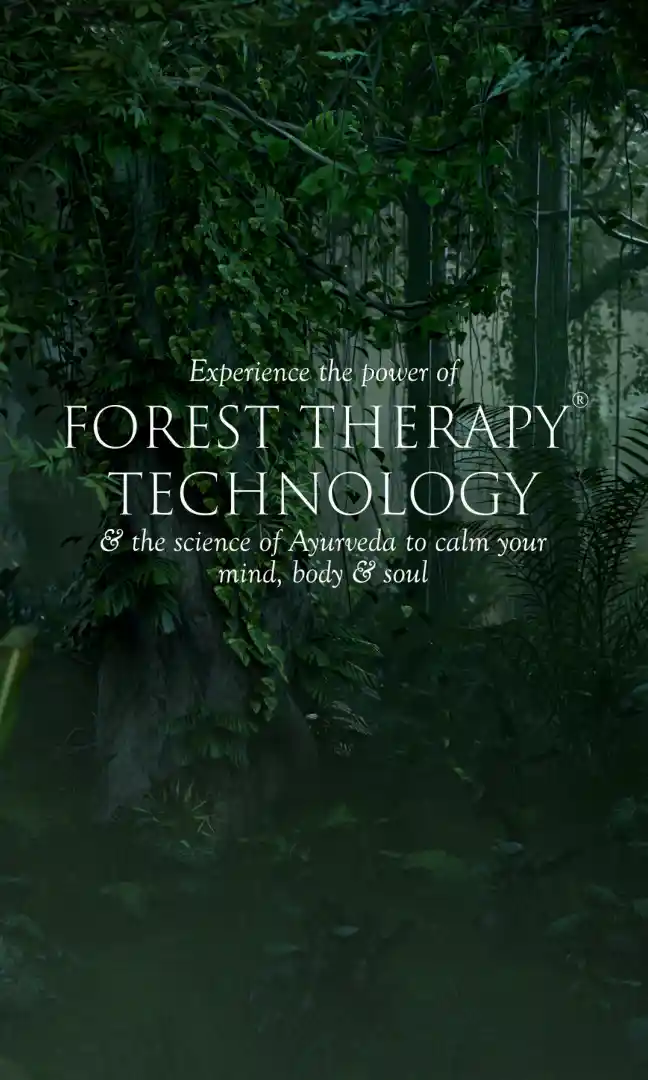 Experience the power of
FOREST THERAPY®
TECHNOLOGY
& the science of Ayurveda to calm your
mind, body & soul